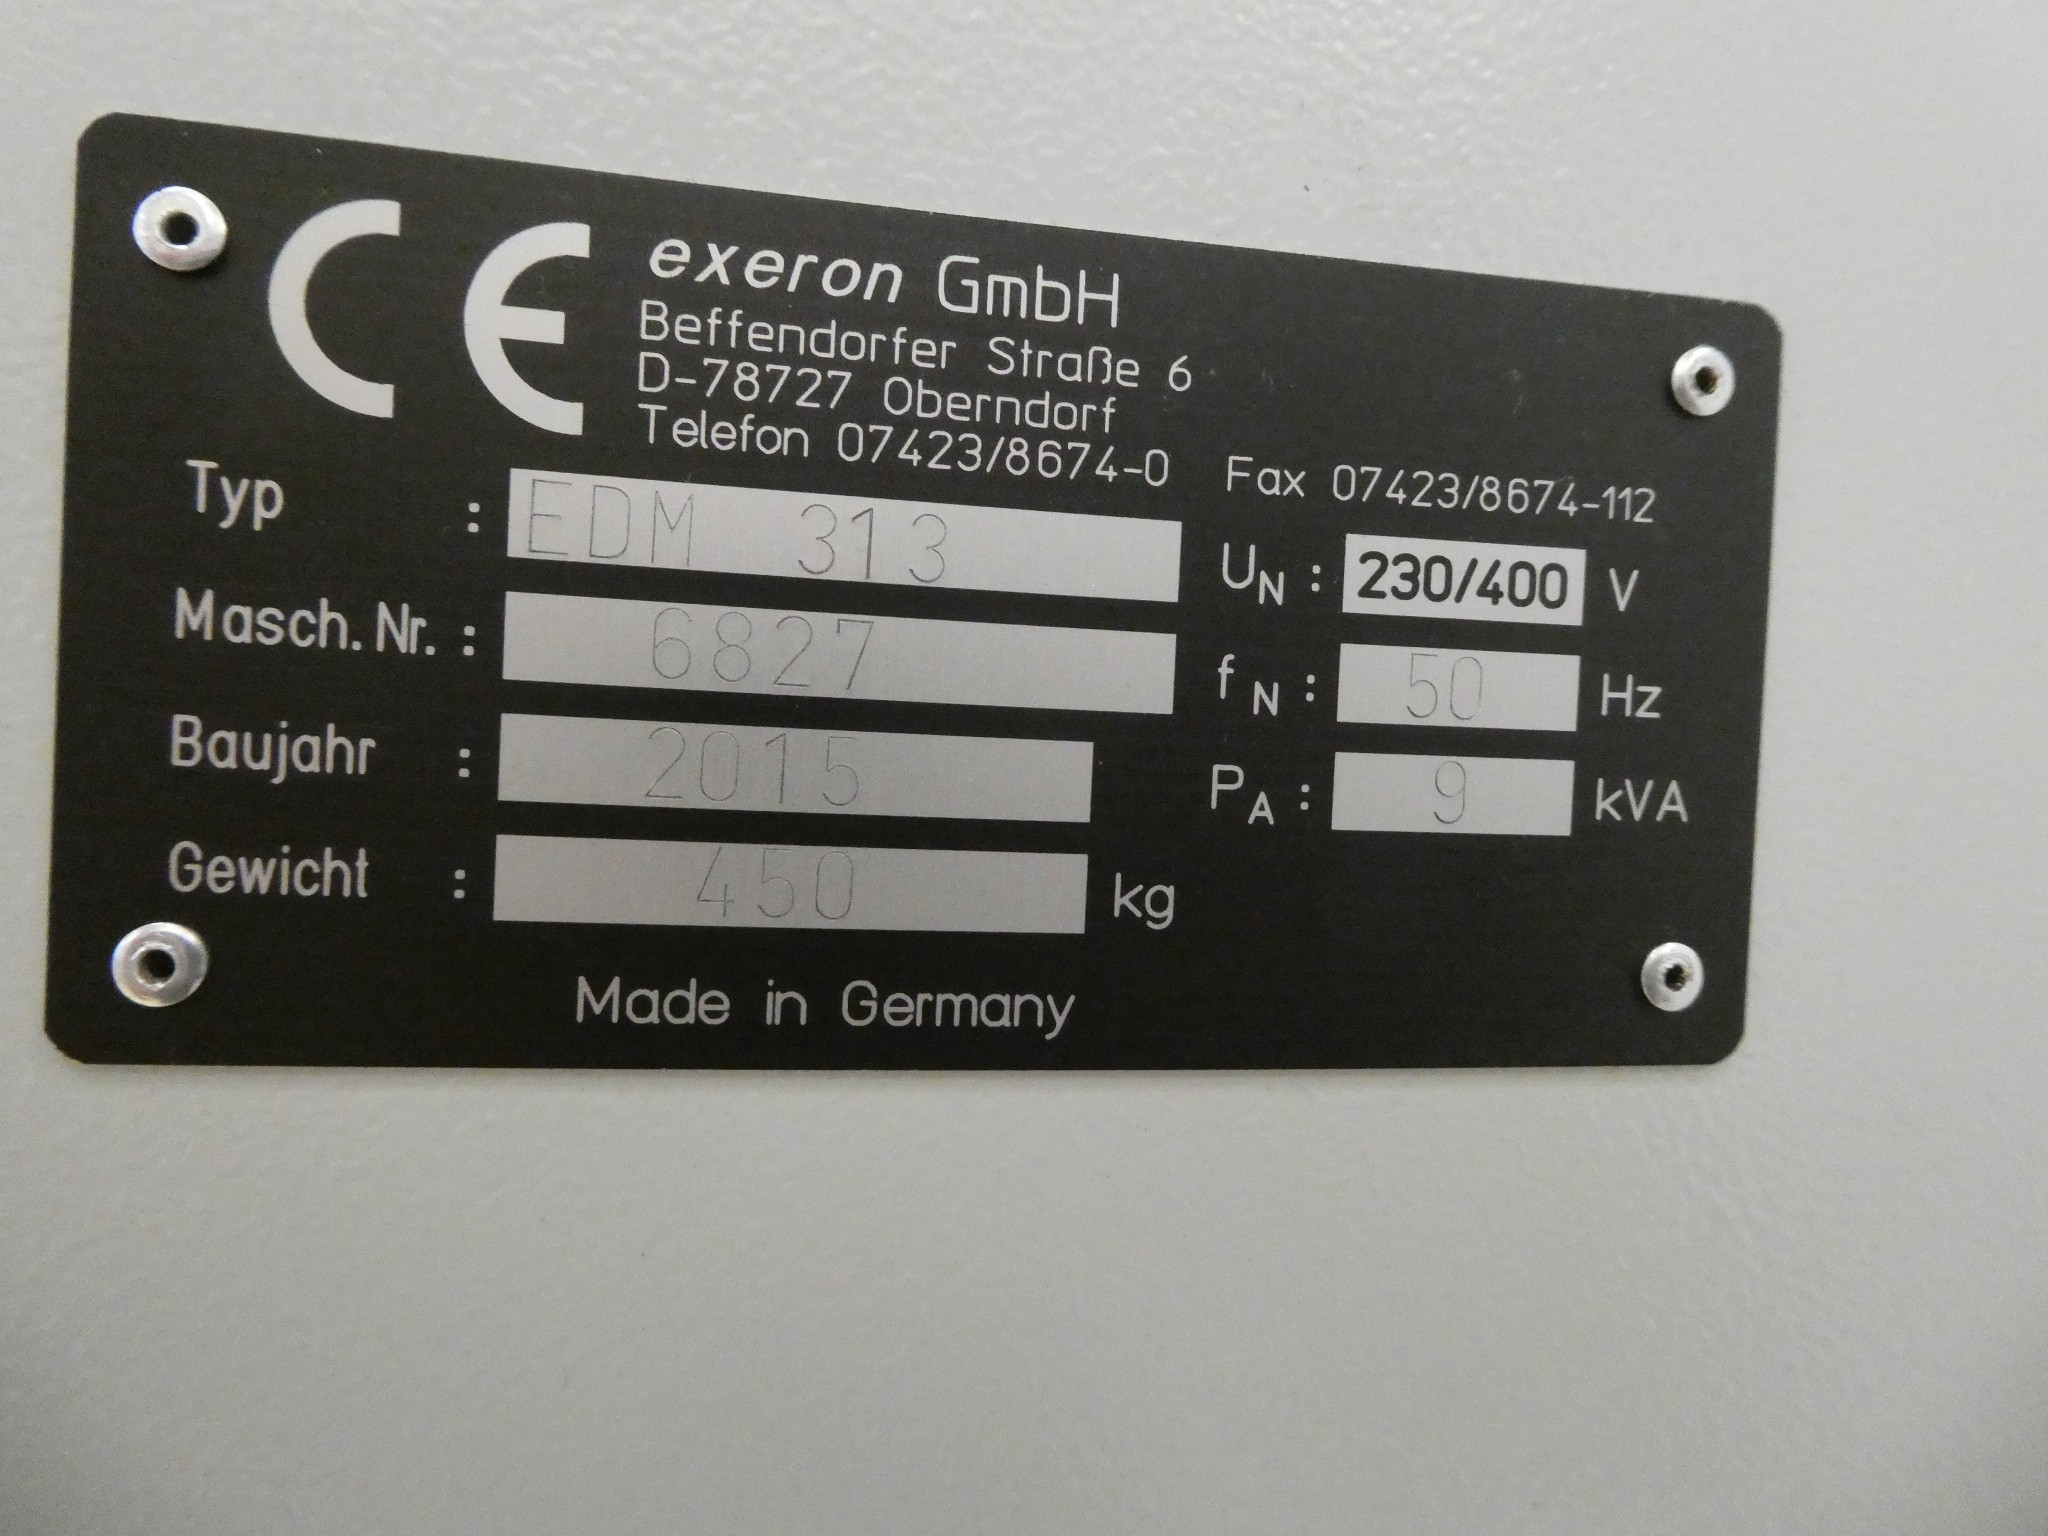 CE
exeron GmbH
Beffendorfer Straße 6
D-78727 Oberndorf
Telefon 07423/8674-0 Fax 07423/8674-112
Typ : EDM 313 UN : 230/400 V
Masch. Nr. : 6827 fN : 50 Hz
Baujahr : 2015 PA : 9 kVA
Gewicht : 450 kg
Made in Germany